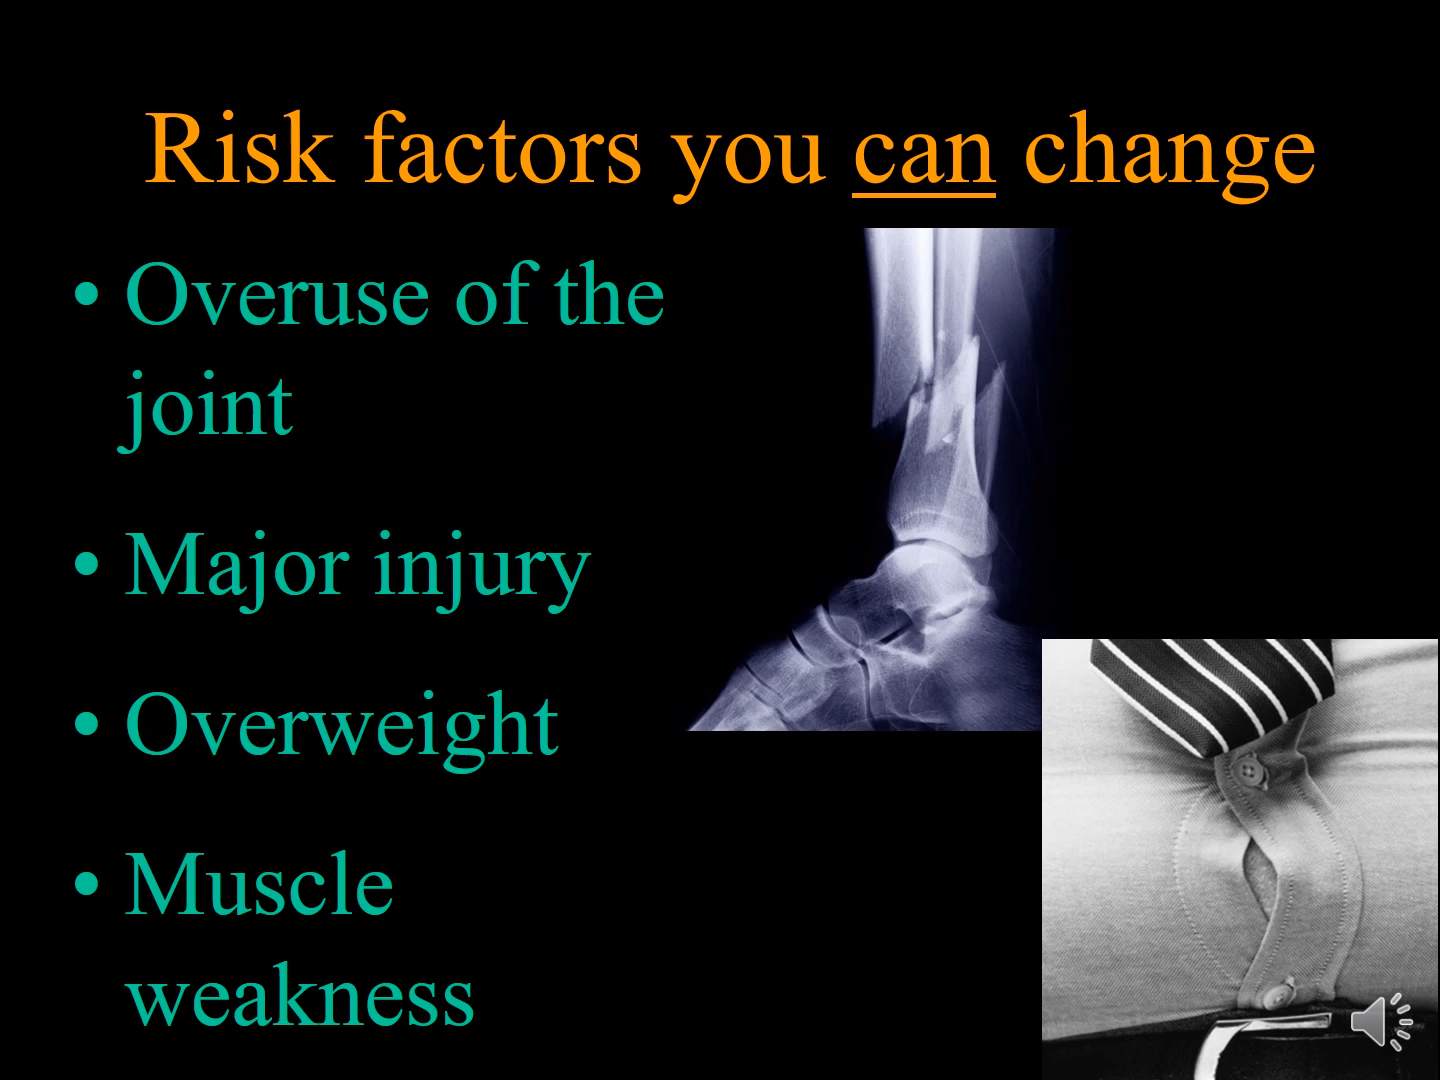 Risk factors you can change
• Overuse of the
joint
• Major injury
• Overweight
• Muscle
weakness